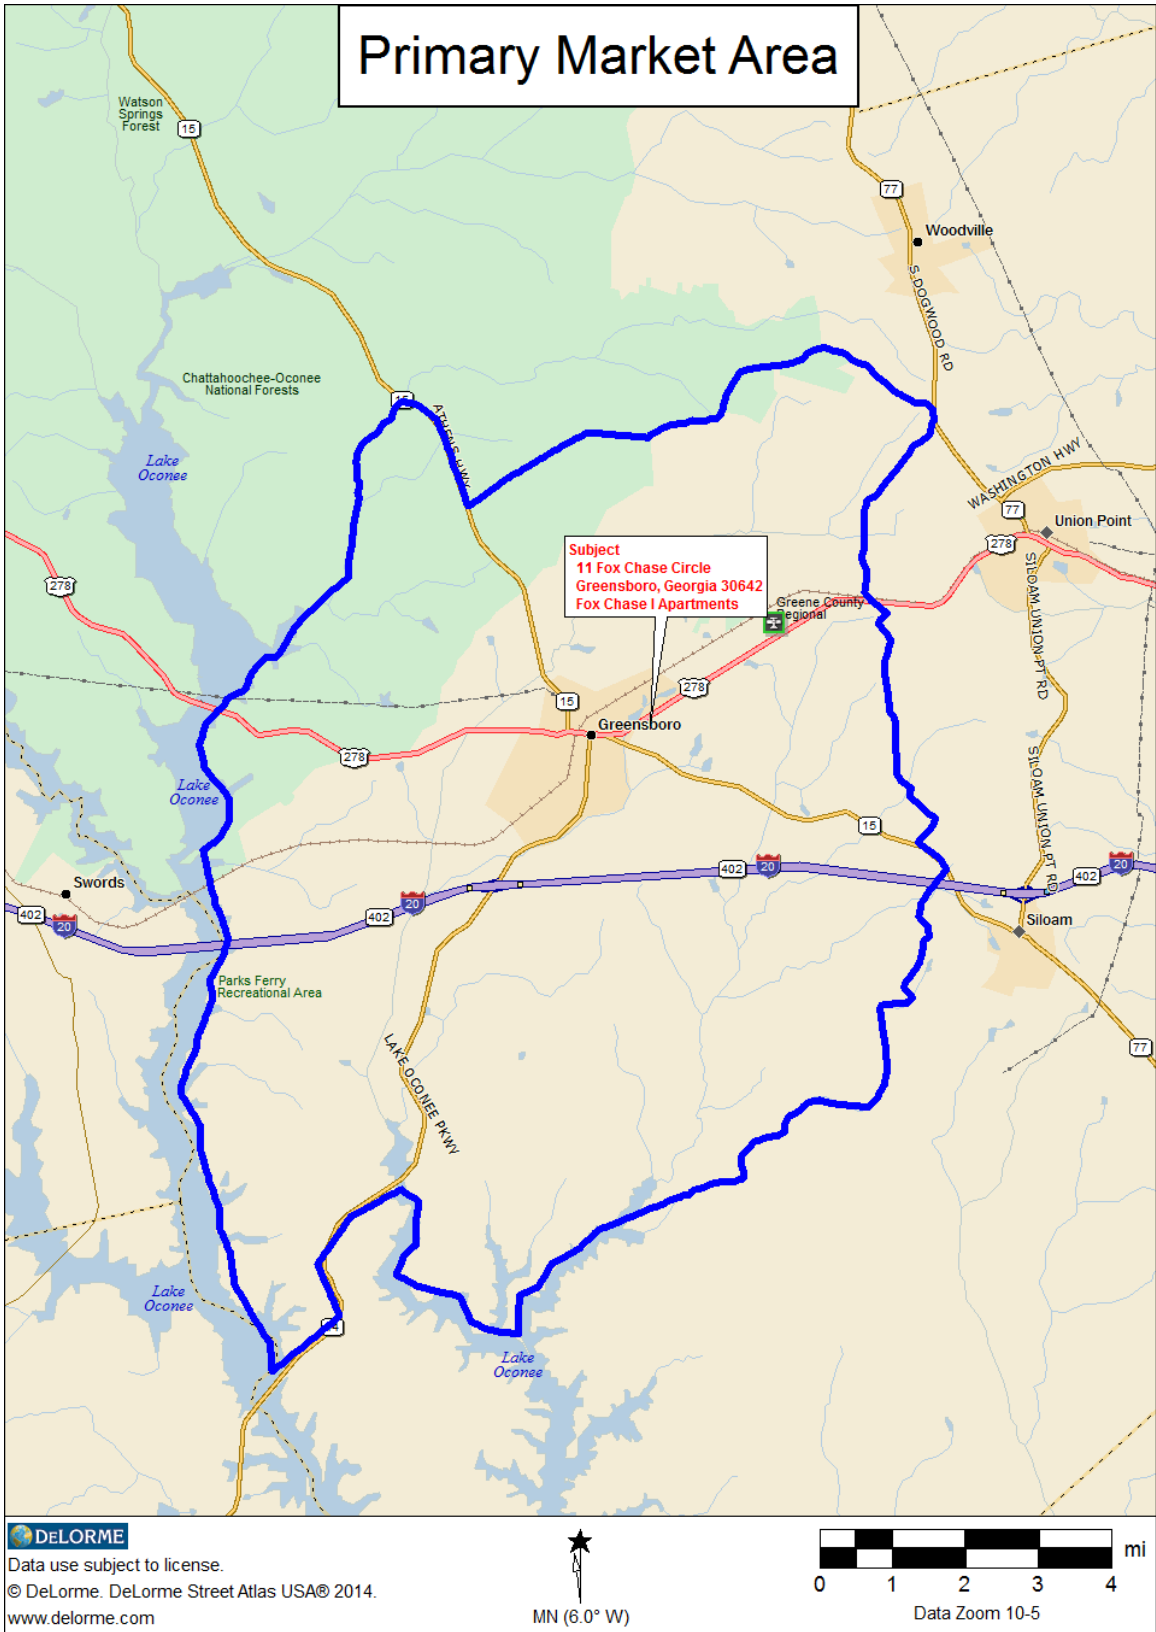 Primary Market Area
Watson
Springs
Forest
15
77
Woodville
S DOGWOOD RD
Chattahoochee-Oconee
National Forests
15
ATHENS HWY
Lake
Oconee
WASHINGTON HWY
77
Union Point
278
278
Subject
11 Fox Chase Circle
Greensboro, Georgia 30642
Fox Chase I Apartments
Greene County
Regional
SILOAM UNION PT RD
278
15
Greensboro
278
Lake
Oconee
SILOAM UNION PT RD
15
20
402
20
402
Swords
402
20
402
20
Siloam
Parks Ferry
Recreational Area
77
LAKE OCONEE PKWY
Lake
Oconee
Lake
Oconee
DELORME
Data use subject to license.
© DeLorme. DeLorme Street Atlas USA® 2014.
www.delorme.com
MN (6.0° W)
mi
0 1 2 3 4
Data Zoom 10-5